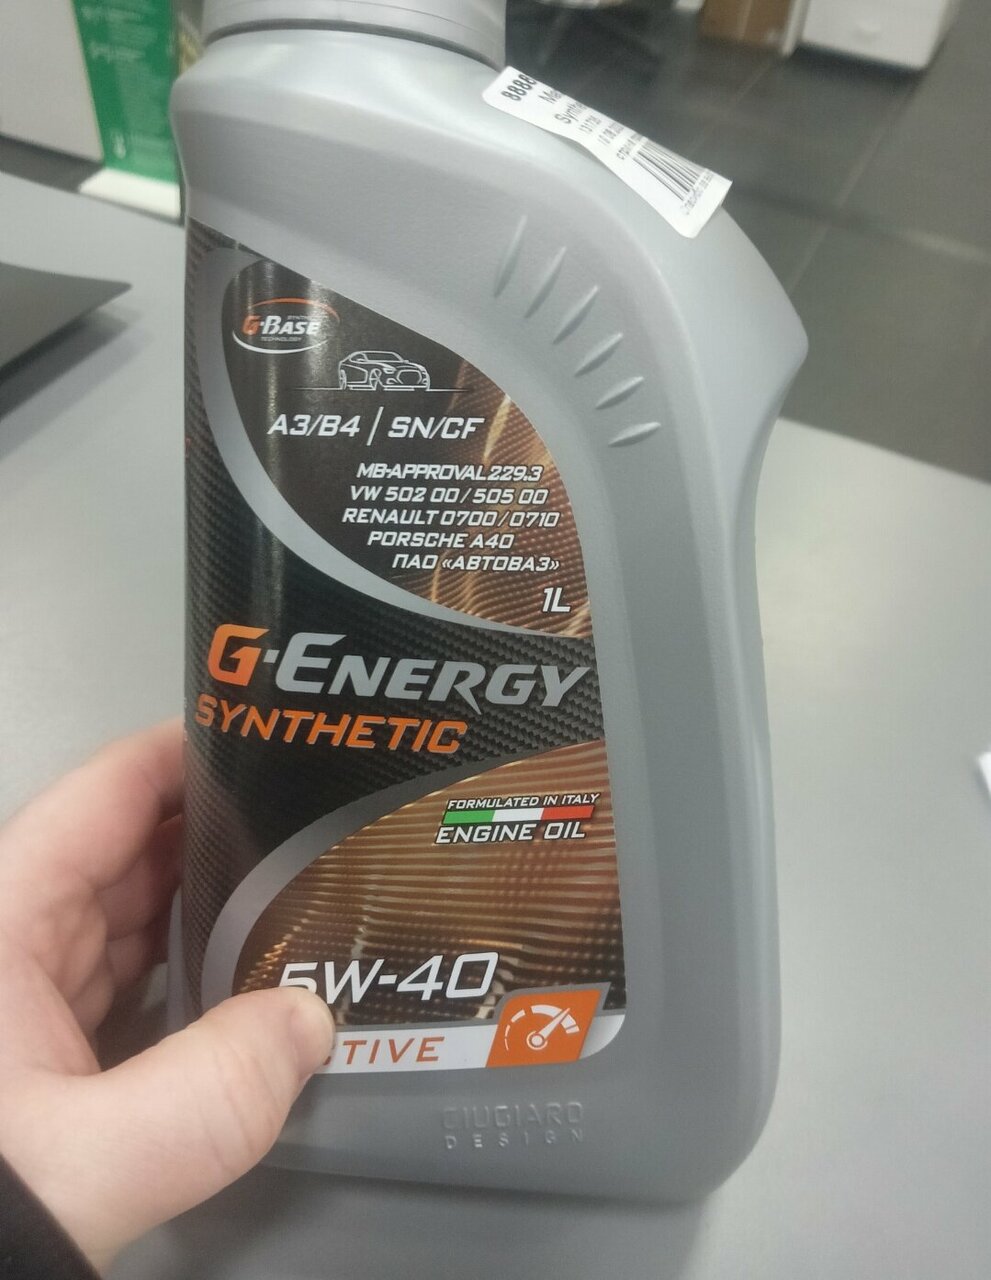 G-BASE
TECHNOLOGY
A3/B4 | SN/CF
MB-APPROVAL 229.3
VW 502 00 / 505 00
RENAULT 0700 / 0710
PORSCHE A40
ПАО «АВТОВАЗ»
1L
G-ENERGY
SYNTHETIC
FORMULATED IN ITALY
ENGINE OIL
5W-40
TIVE
GIUGIARO
DESIGN